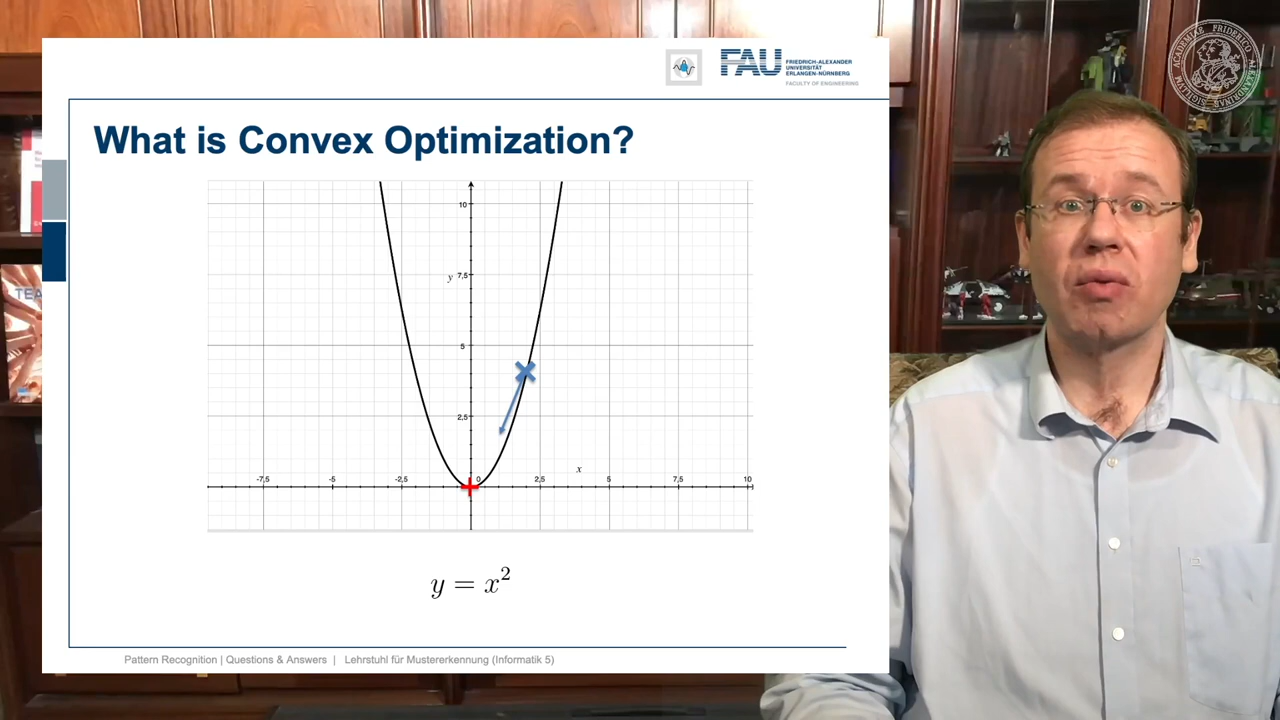 FAU
FRIEDRICH-ALEXANDER
UNIVERSITÄT
ERLANGEN-NÜRNBERG
FACULTY OF ENGINEERING
What is Convex Optimization?
10
y 7,5
5
2,5
x
-7,5 -5 -2,5 0 2,5 5 7,5 10
y = x²
Pattern Recognition | Questions & Answers | Lehrstuhl für Mustererkennung (Informatik 5)
TEA